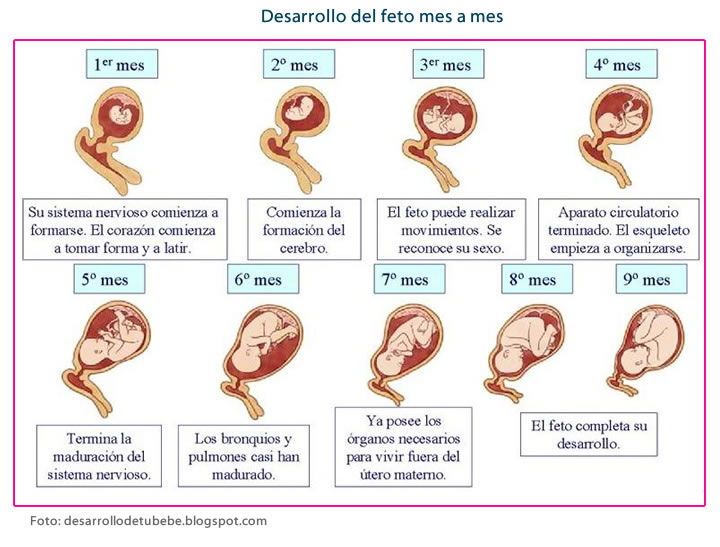 Desarrollo del feto mes a mes
1er mes
2º mes
3er mes
4º mes
Su sistema nervioso comienza a
formarse. El corazón comienza
a tomar forma y a latir.
Comienza la
formación del
cerebro.
El feto puede realizar
movimientos. Se
reconoce su sexo.
Aparato circulatorio
terminado. El esqueleto
empieza a organizarse.
5º mes
6º mes
7º mes
8º mes
9º mes
Termina la
maduración del
sistema nervioso.
Los bronquios y
pulmones casi han
madurado.
Ya posee los
órganos necesarios
para vivir fuera del
útero materno.
El feto completa su
desarrollo.
Foto: desarrollodetubebe.blogspot.com